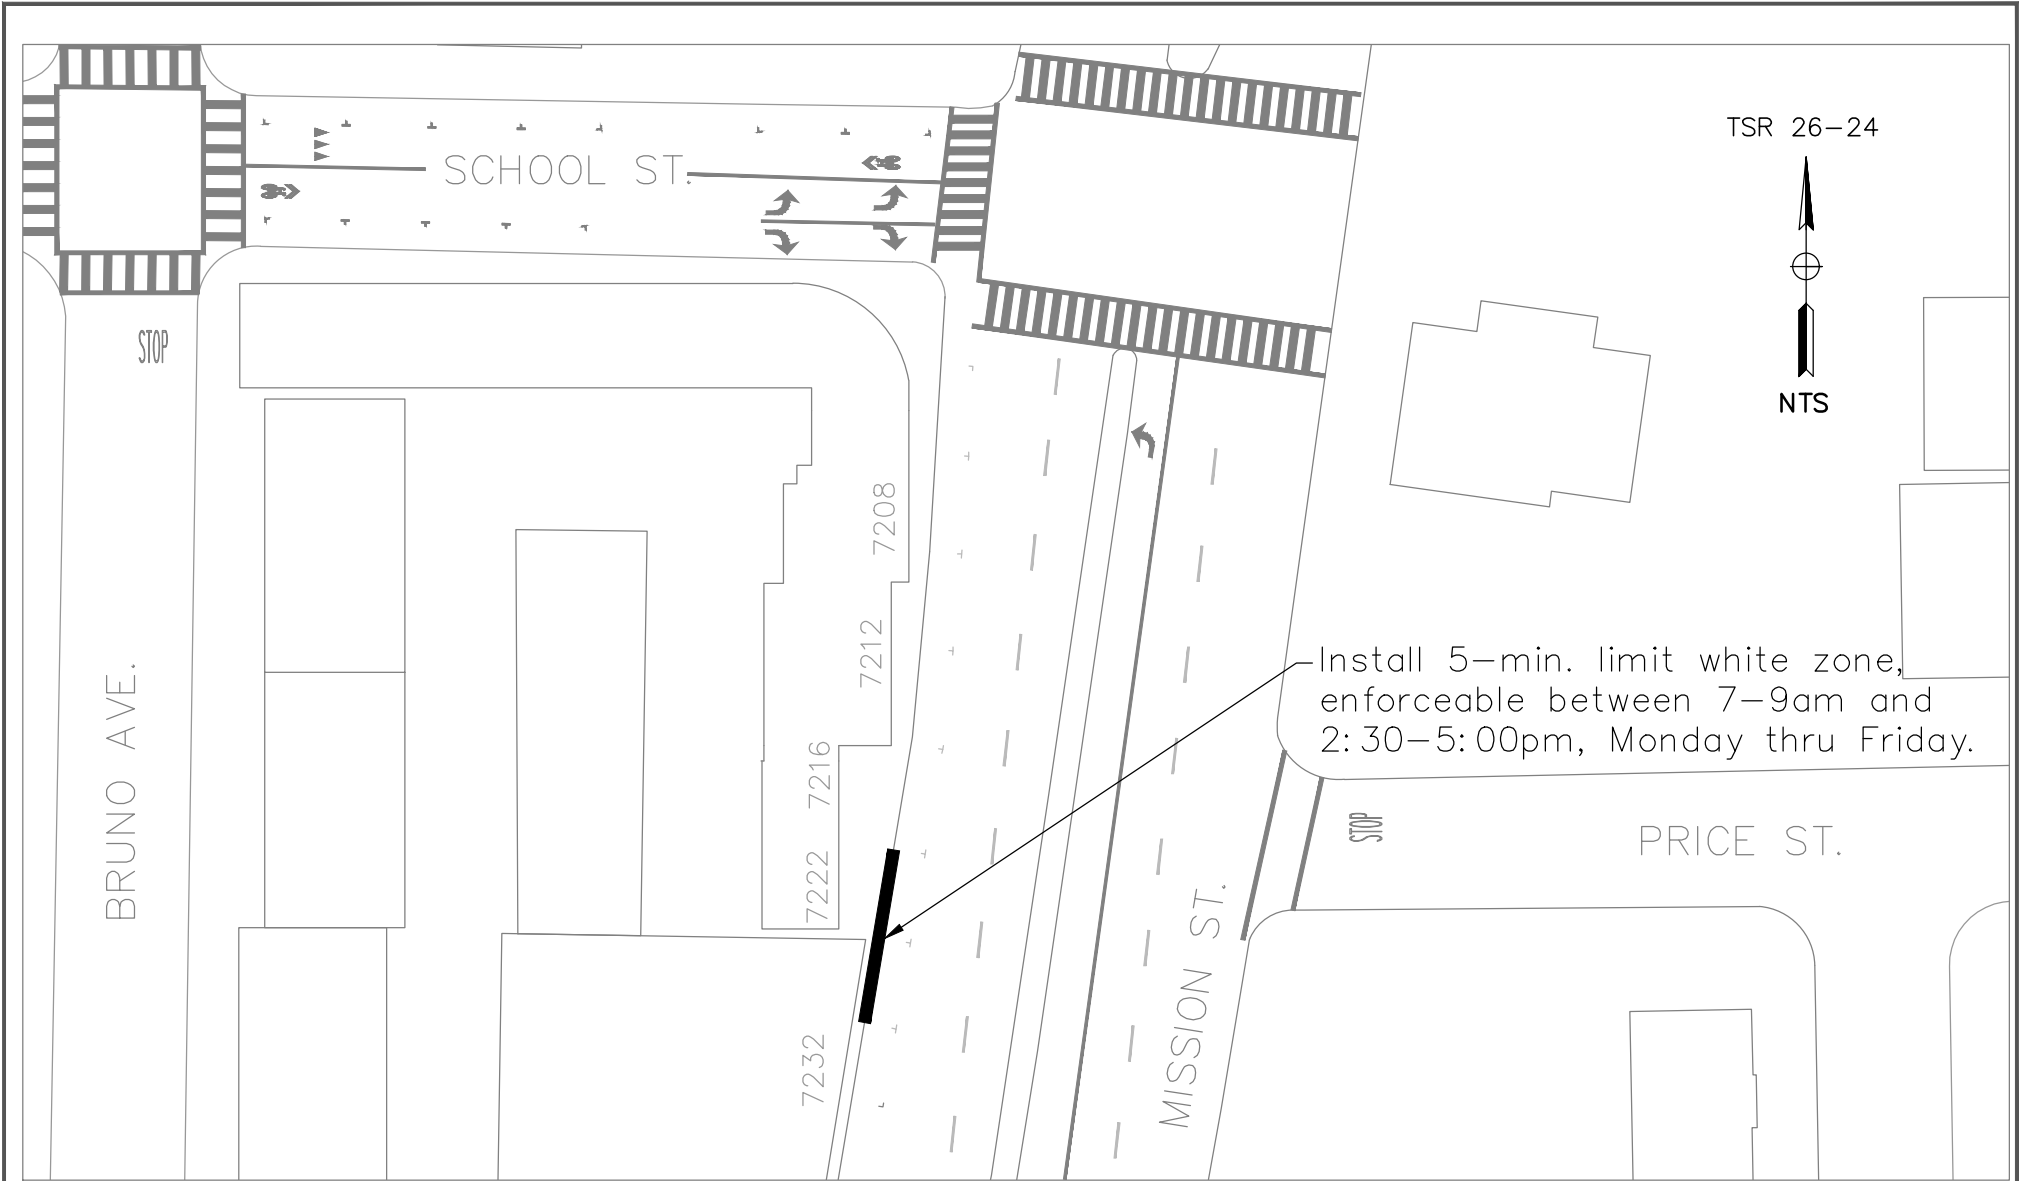 TSR 26-24
SCHOOL ST.
STOP
NTS
7208
7212
Install 5-min. limit white zone,
enforceable between 7-9am and
2:30-5:00pm, Monday thru Friday.
BRUNO AVE.
7216
7222
STOP
PRICE ST.
MISSION ST.
7232